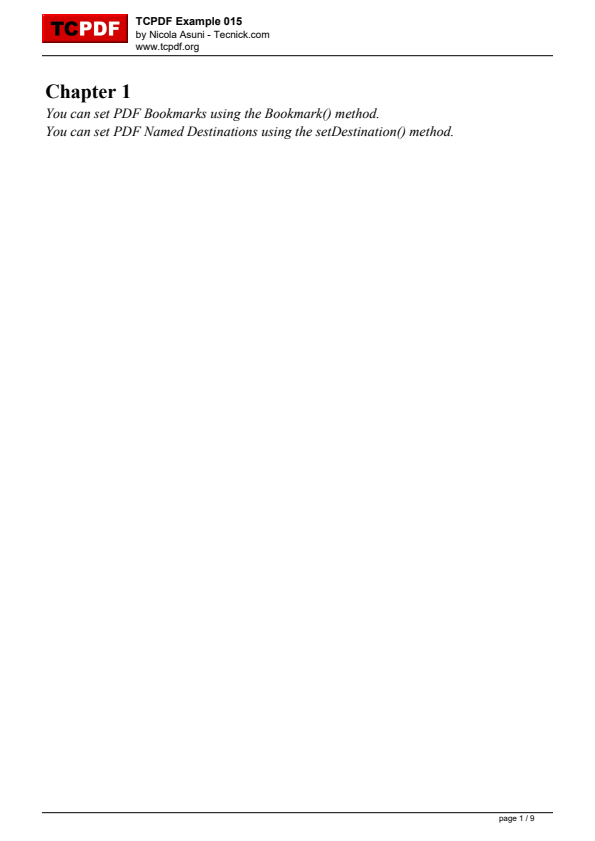 TCPDF
TCPDF Example 015
by Nicola Asuni - Tecnick.com
www.tcpdf.org
Chapter 1
You can set PDF Bookmarks using the Bookmark() method.
You can set PDF Named Destinations using the setDestination() method.
page 1 / 9